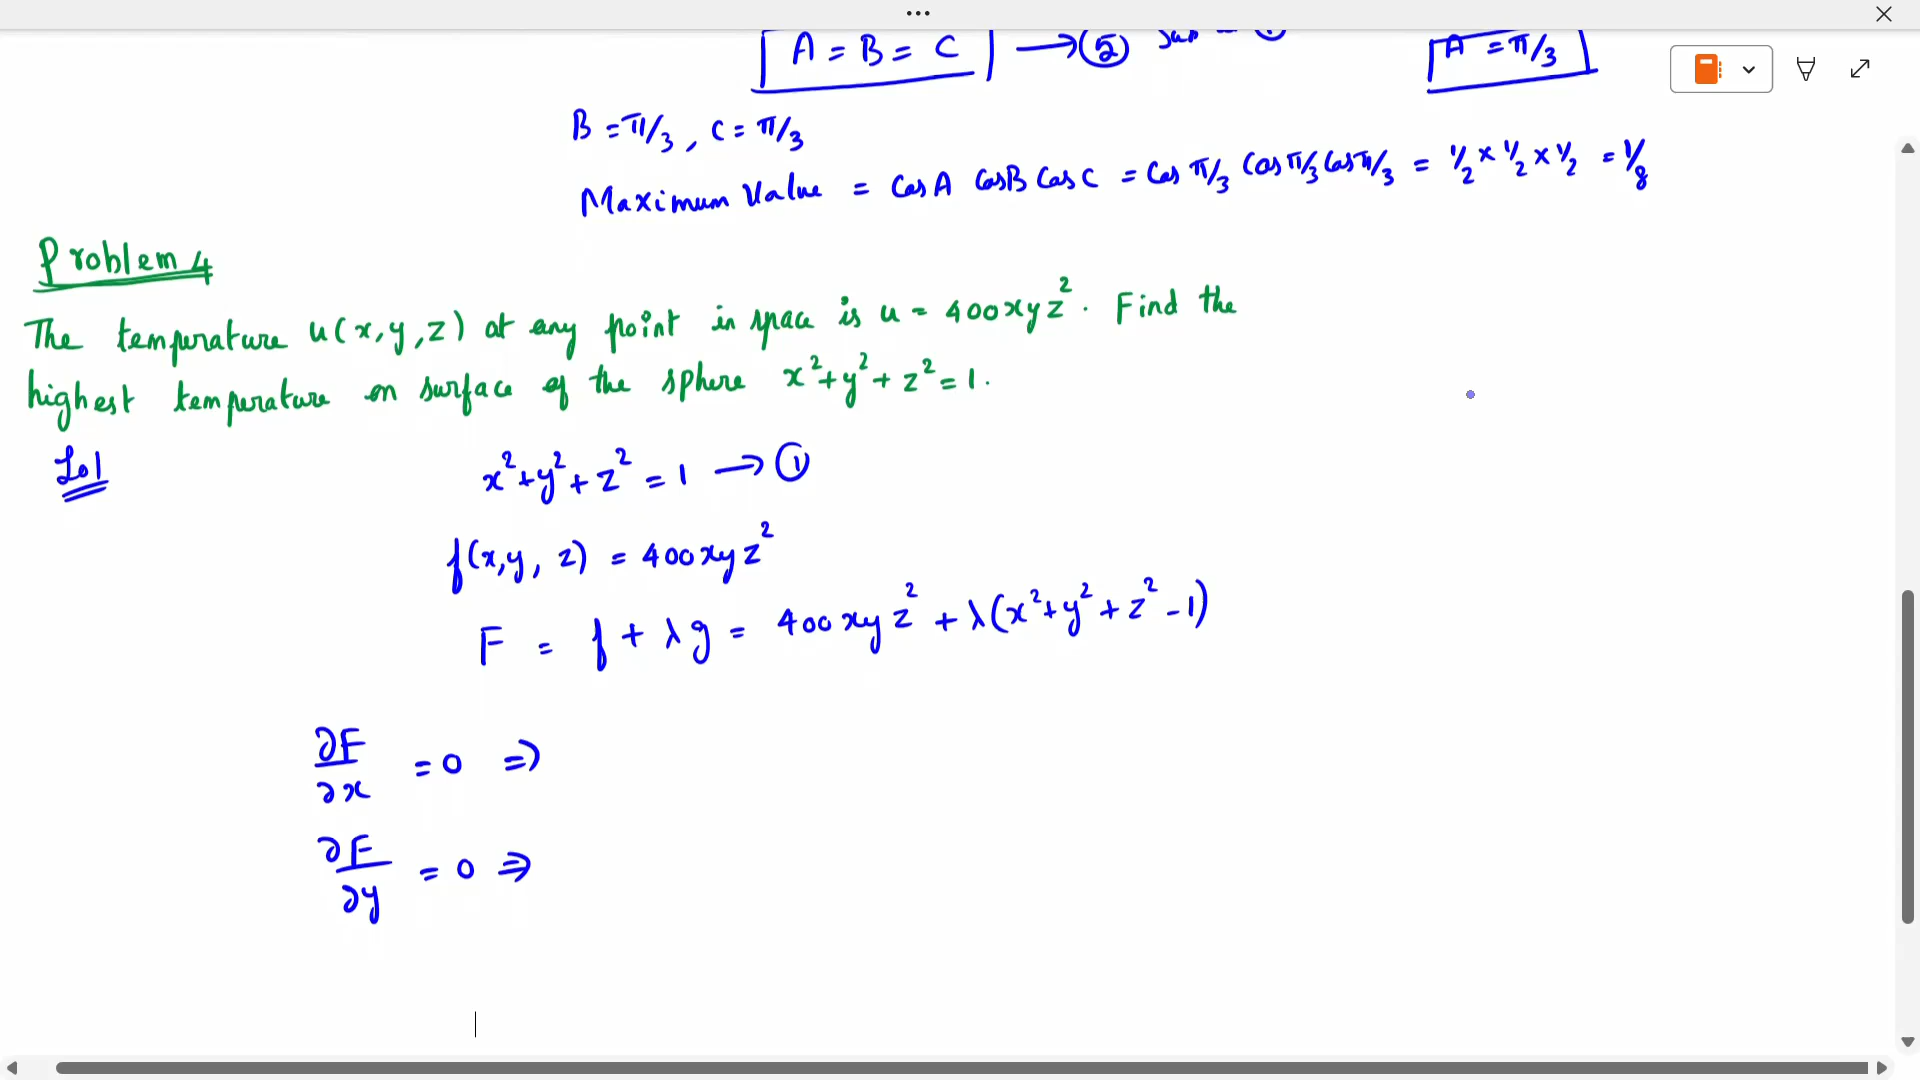 A = B = C → ⑤
A = π/3
B = π/3, C = π/3
Maximum Value = Cos A Cos B Cos C = Cos π/3 Cos π/3 Cos π/3 = 1/2 × 1/2 × 1/2 = 1/8
Problem 4
The temperature u(x,y,z) at any point in space is u = 400xyz². Find the
highest temperature on surface of the sphere x²+y²+z²=1.
Sol
x²+y²+z² = 1 → ①
f(x,y,z) = 400xyz²
F = f + λg = 400xyz² + λ(x²+y²+z²-1)
∂F/∂x = 0 ⇒
∂F/∂y = 0 ⇒